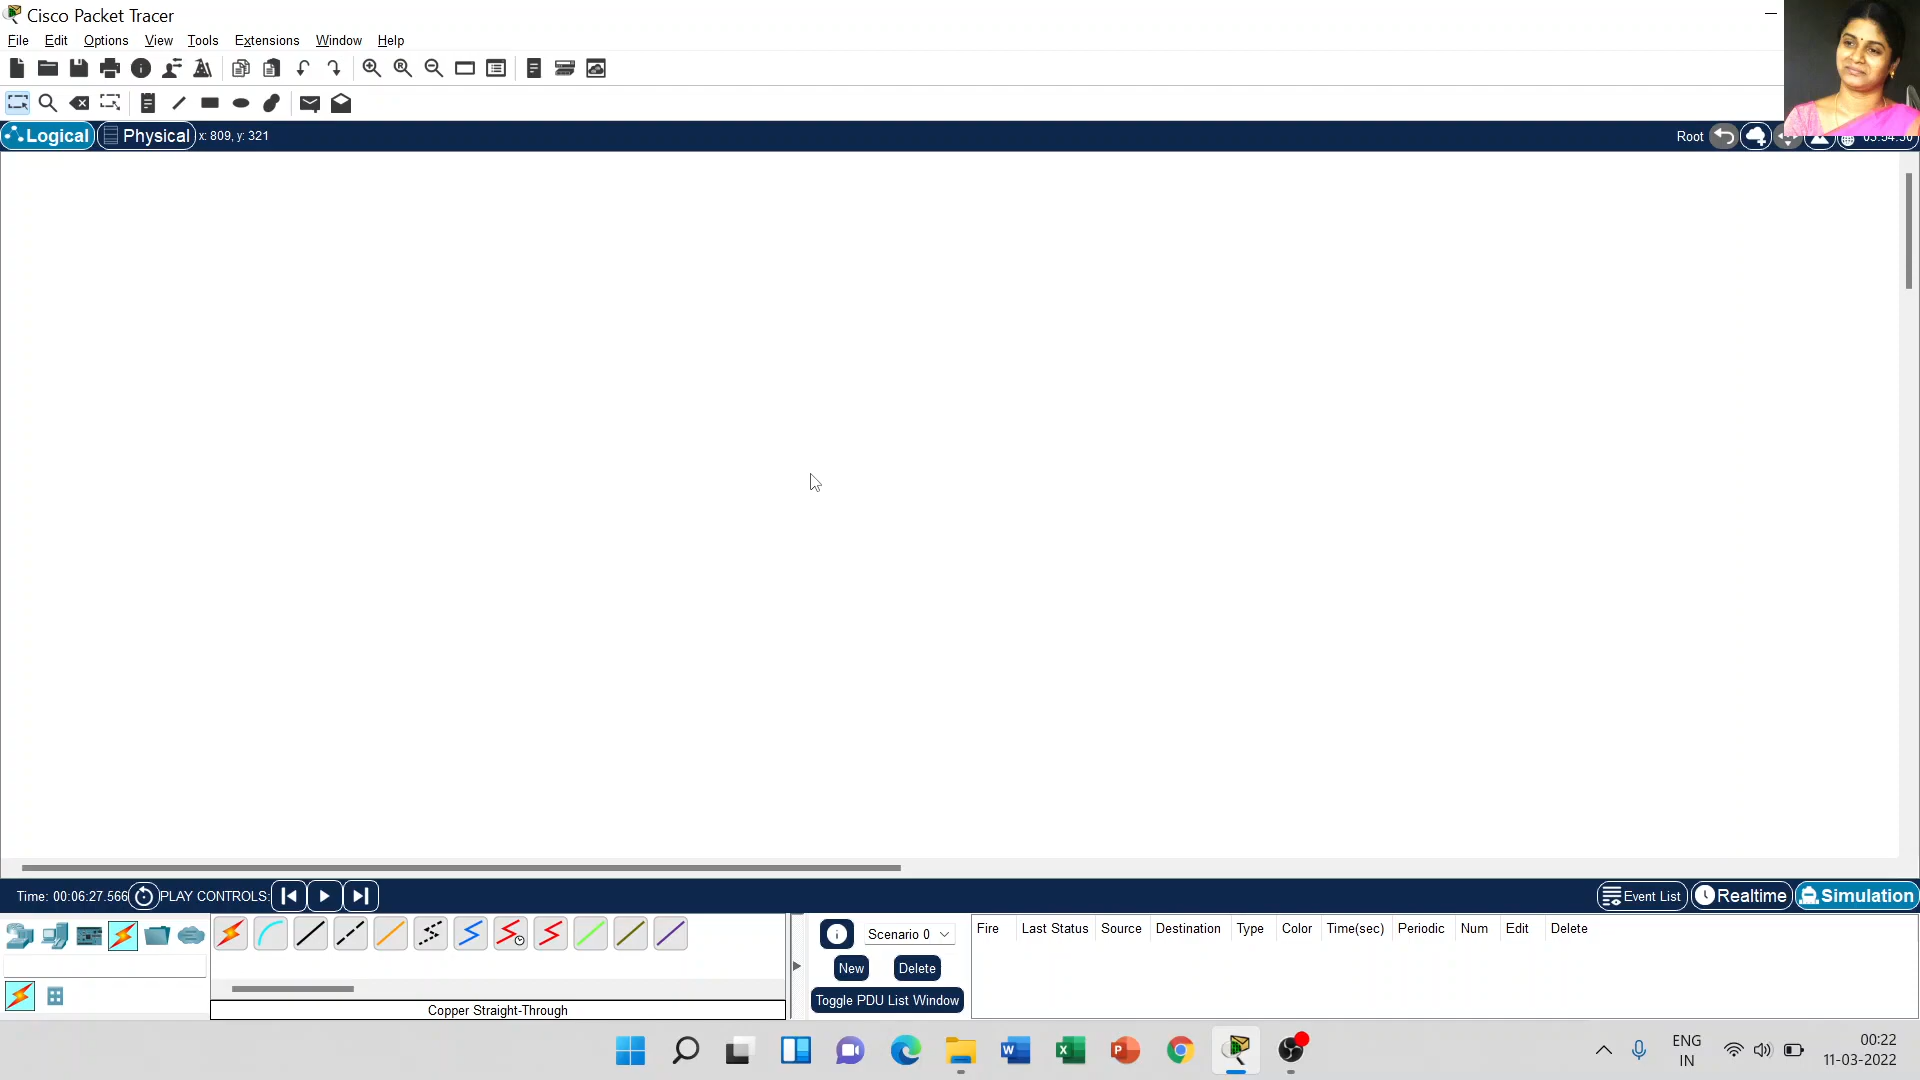 Cisco Packet Tracer
File Edit Options View Tools Extensions Window Help
Logical Physical x: 809, y: 321 Root
Time: 00:06:27.566 PLAY CONTROLS: Event List Realtime Simulation
Scenario 0 Fire Last Status Source Destination Type Color Time(sec) Periodic Num Edit Delete
New Delete
Toggle PDU List Window
Copper Straight-Through
ENG 00:22
IN 11-03-2022